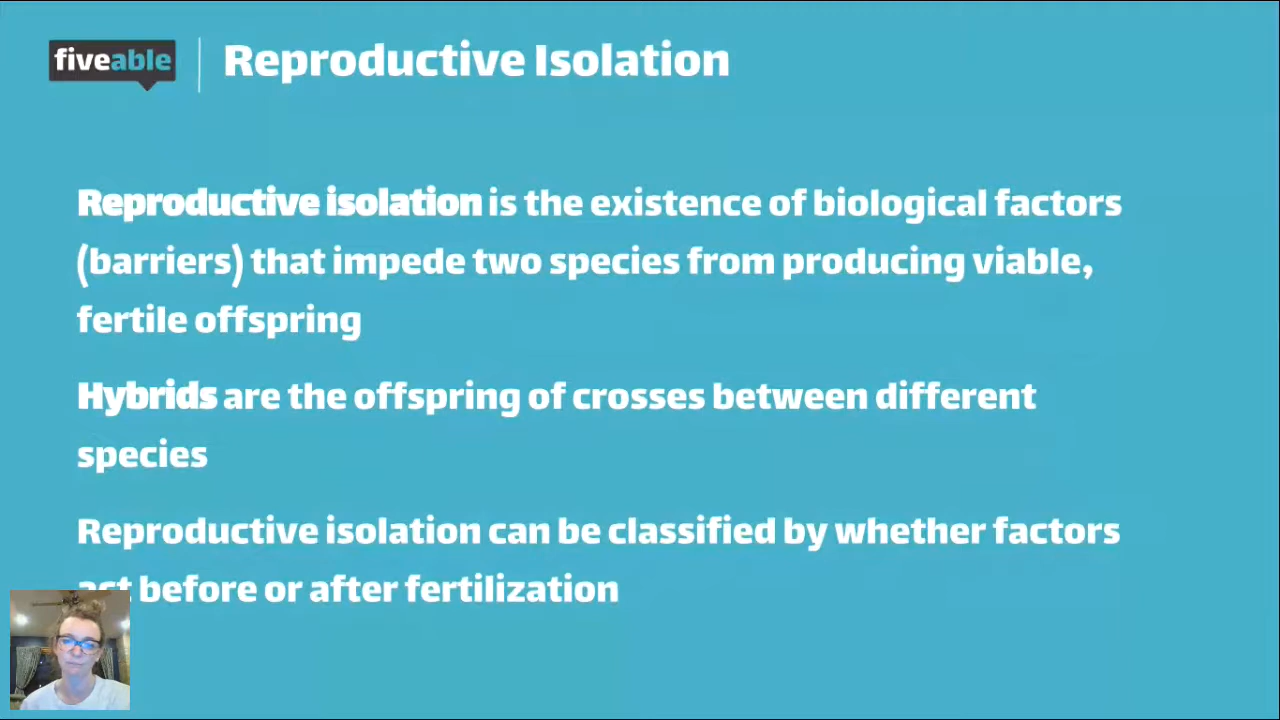 fiveable
Reproductive Isolation
Reproductive isolation is the existence of biological factors
(barriers) that impede two species from producing viable,
fertile offspring
Hybrids are the offspring of crosses between different
species
Reproductive isolation can be classified by whether factors
act before or after fertilization